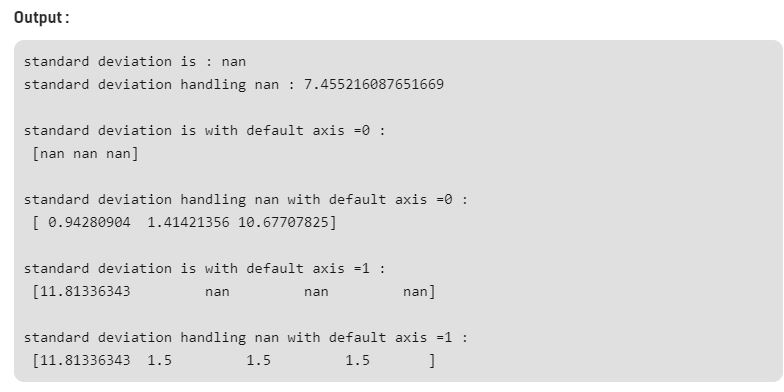 Output :
standard deviation is : nan
standard deviation handling nan : 7.455216087651669
standard deviation is with default axis =0 :
[nan nan nan]
standard deviation handling nan with default axis =0 :
[ 0.94280904  1.41421356 10.67707825]
standard deviation is with default axis =1 :
[11.81336343         nan         nan         nan]
standard deviation handling nan with default axis =1 :
[11.81336343  1.5         1.5         1.5       ]